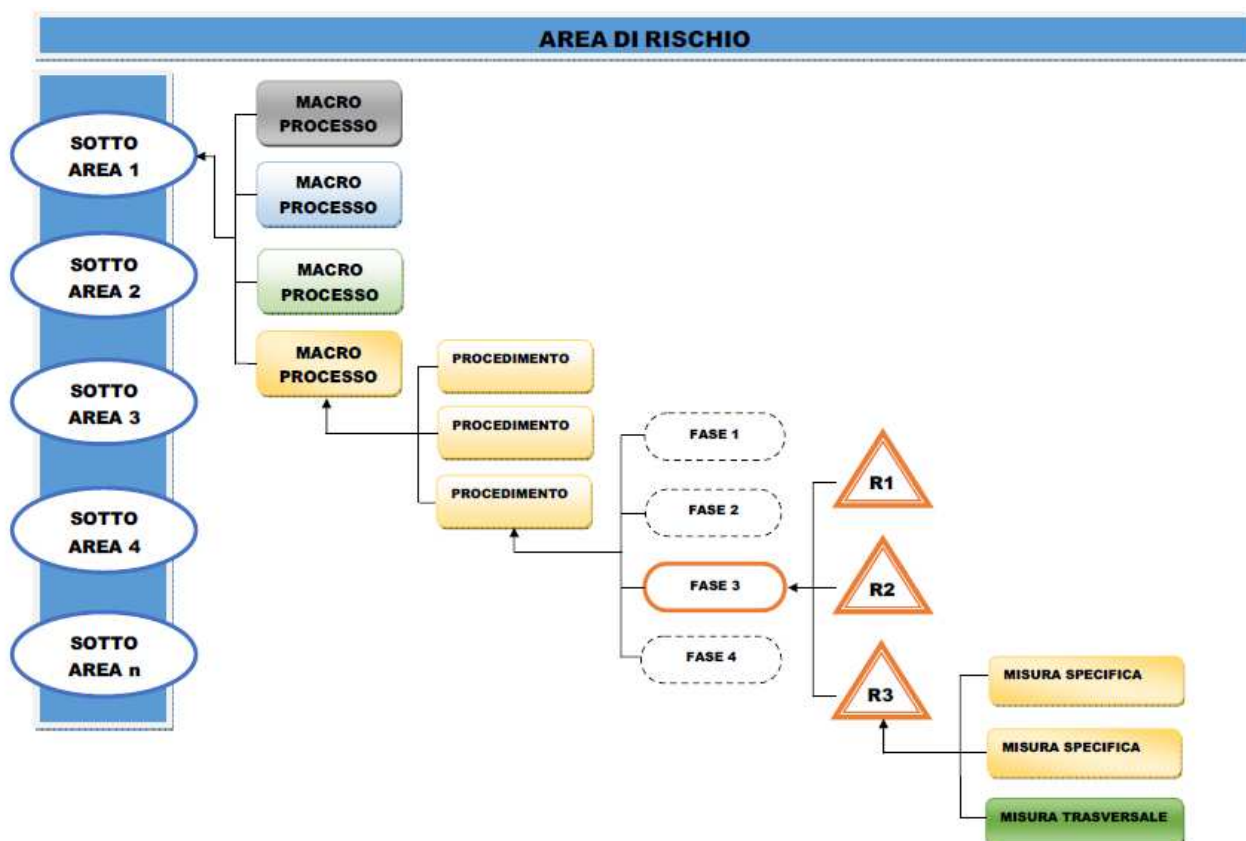 AREA DI RISCHIO
SOTTO
AREA 1
SOTTO
AREA 2
SOTTO
AREA 3
SOTTO
AREA 4
SOTTO
AREA n
MACRO
PROCESSO
MACRO
PROCESSO
MACRO
PROCESSO
MACRO
PROCESSO
PROCEDIMENTO
PROCEDIMENTO
PROCEDIMENTO
FASE 1
FASE 2
FASE 3
FASE 4
R1
R2
R3
MISURA SPECIFICA
MISURA SPECIFICA
MISURA TRASVERSALE